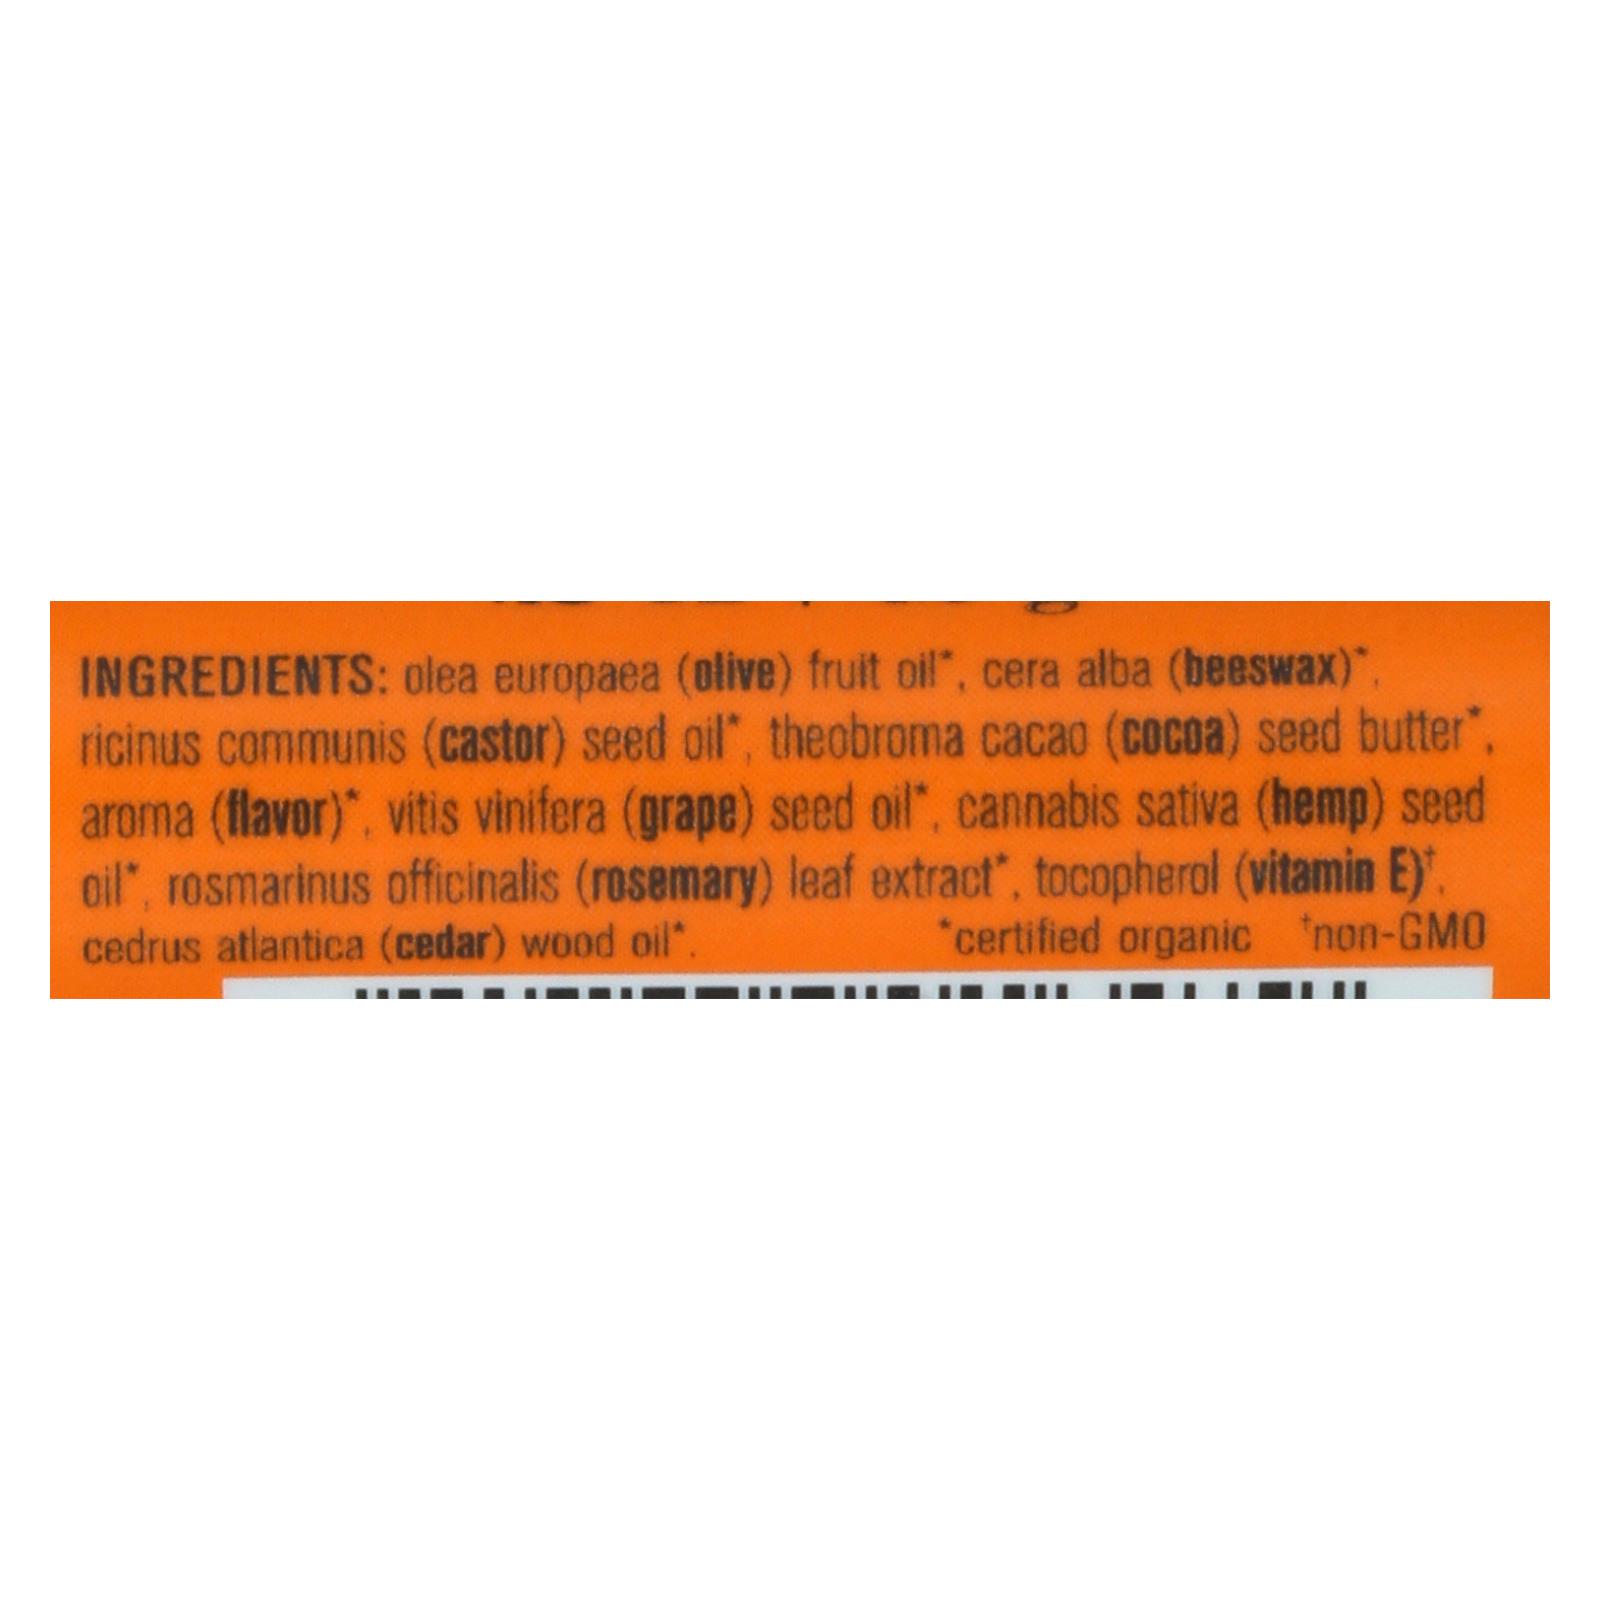 INGREDIENTS: olea europaea (olive) fruit oil*, cera alba (beeswax)*,
ricinus communis (castor) seed oil*, theobroma cacao (cocoa) seed butter*,
aroma (flavor)*, vitis vinifera (grape) seed oil*, cannabis sativa (hemp) seed
oil*, rosmarinus officinalis (rosemary) leaf extract*, tocopherol (vitamin E)†,
cedrus atlantica (cedar) wood oil*. *certified organic †non-GMO